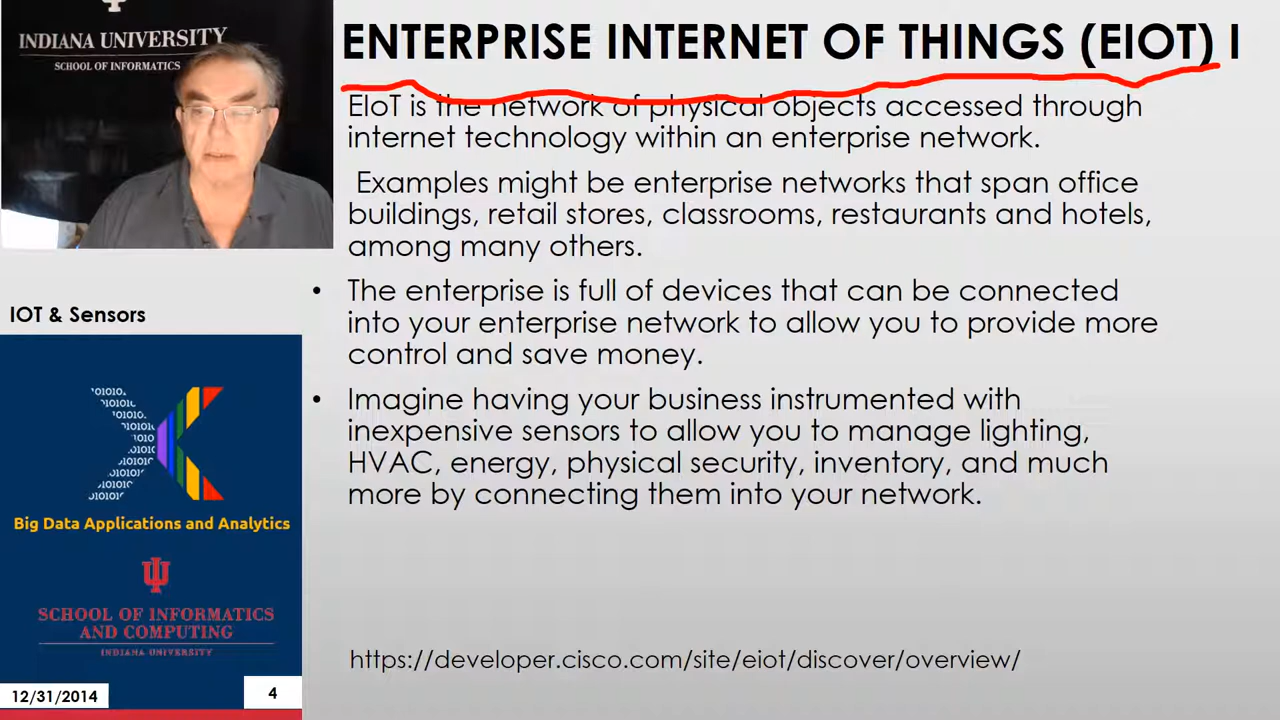 INDIANA UNIVERSITY
SCHOOL OF INFORMATICS
ENTERPRISE INTERNET OF THINGS (EIOT) I
EIoT is the network of physical objects accessed through
internet technology within an enterprise network.
Examples might be enterprise networks that span office
buildings, retail stores, classrooms, restaurants and hotels,
among many others.
• The enterprise is full of devices that can be connected
into your enterprise network to allow you to provide more
control and save money.
• Imagine having your business instrumented with
inexpensive sensors to allow you to manage lighting,
HVAC, energy, physical security, inventory, and much
more by connecting them into your network.
https://developer.cisco.com/site/eiot/discover/overview/
IOT & Sensors
Big Data Applications and Analytics
SCHOOL OF INFORMATICS
AND COMPUTING
INDIANA UNIVERSITY
12/31/2014
4